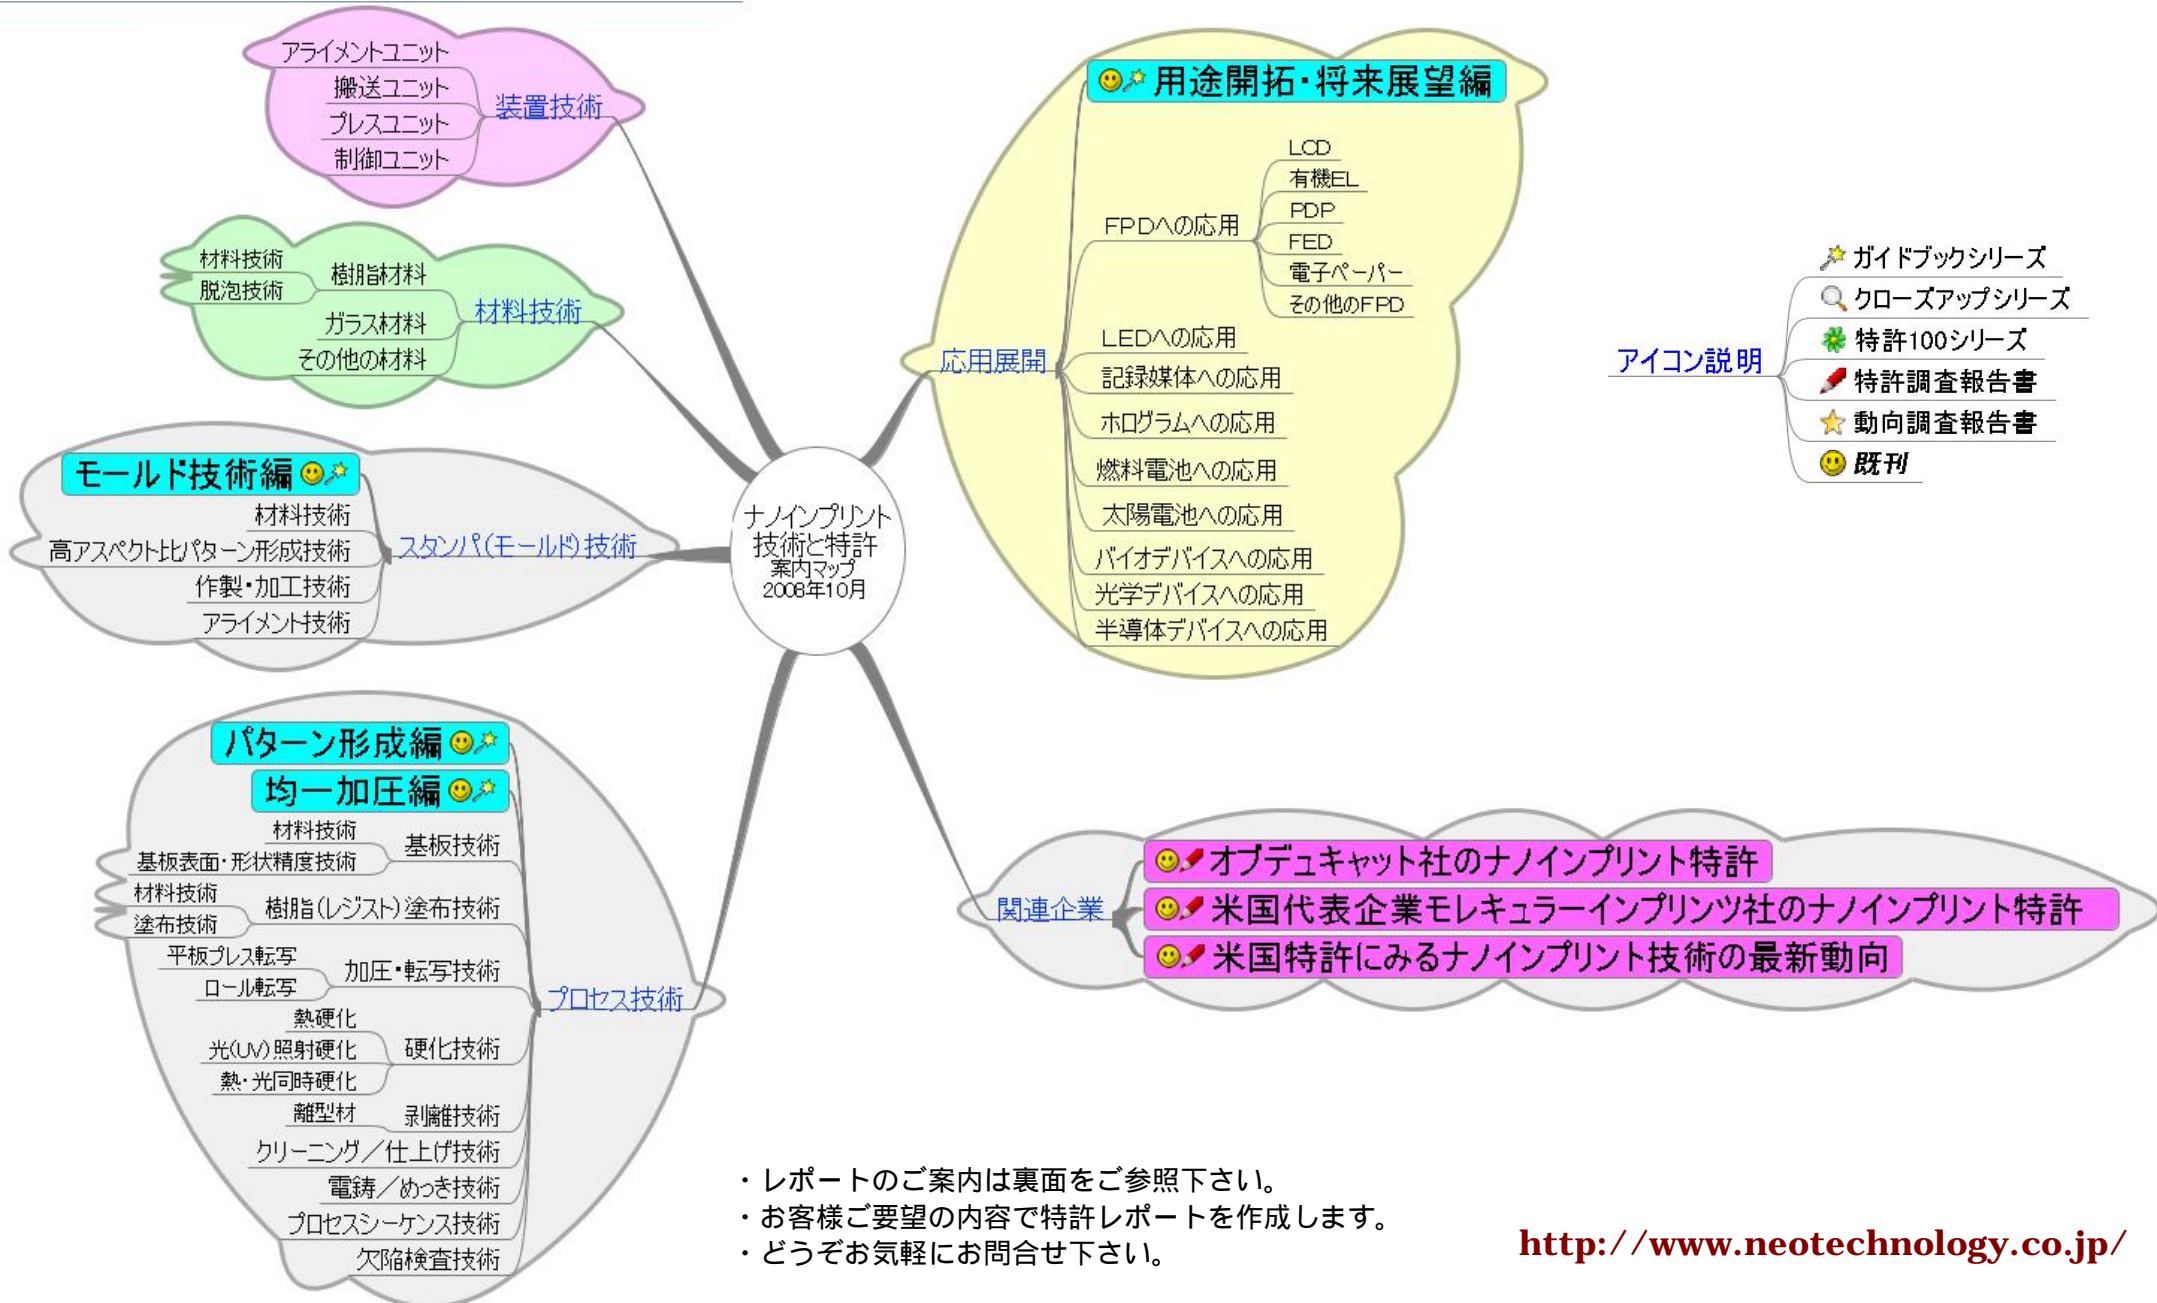 アライメントユニット
搬送ユニット
プレスユニット
制御ユニット
装置技術
材料技術
脱泡技術
樹脂材料
ガラス材料
その他の材料
材料技術
モールド技術編
材料技術
高アスペクト比パターン形成技術
作製・加工技術
アライメント技術
スタンパ(モールド)技術
パターン形成編
均一加圧編
材料技術
基板表面・形状精度技術
基板技術
材料技術
塗布技術
樹脂(レジスト)塗布技術
平板プレス転写
ロール転写
加圧・転写技術
熱硬化
光(UV)照射硬化
熱・光同時硬化
硬化技術
離型材
剥離技術
クリーニング／仕上げ技術
電鋳／めっき技術
プロセスシーケンス技術
欠陥検査技術
プロセス技術
ナノインプリント
技術と特許
案内マップ
2008年10月
用途開拓・将来展望編
LCD
有機EL
PDP
FED
電子ペーパー
その他のFPD
FPDへの応用
LEDへの応用
記録媒体への応用
ホログラムへの応用
燃料電池への応用
太陽電池への応用
バイオデバイスへの応用
光学デバイスへの応用
半導体デバイスへの応用
応用展開
関連企業
オブデュキャット社のナノインプリント特許
米国代表企業モレキュラーインプリンツ社のナノインプリント特許
米国特許にみるナノインプリント技術の最新動向
アイコン説明
ガイドブックシリーズ
クローズアップシリーズ
特許100シリーズ
特許調査報告書
動向調査報告書
既刊
・レポートのご案内は裏面をご参照下さい。
・お客様ご要望の内容で特許レポートを作成します。
・どうぞお気軽にお問合せ下さい。
http://www.neotechnology.co.jp/